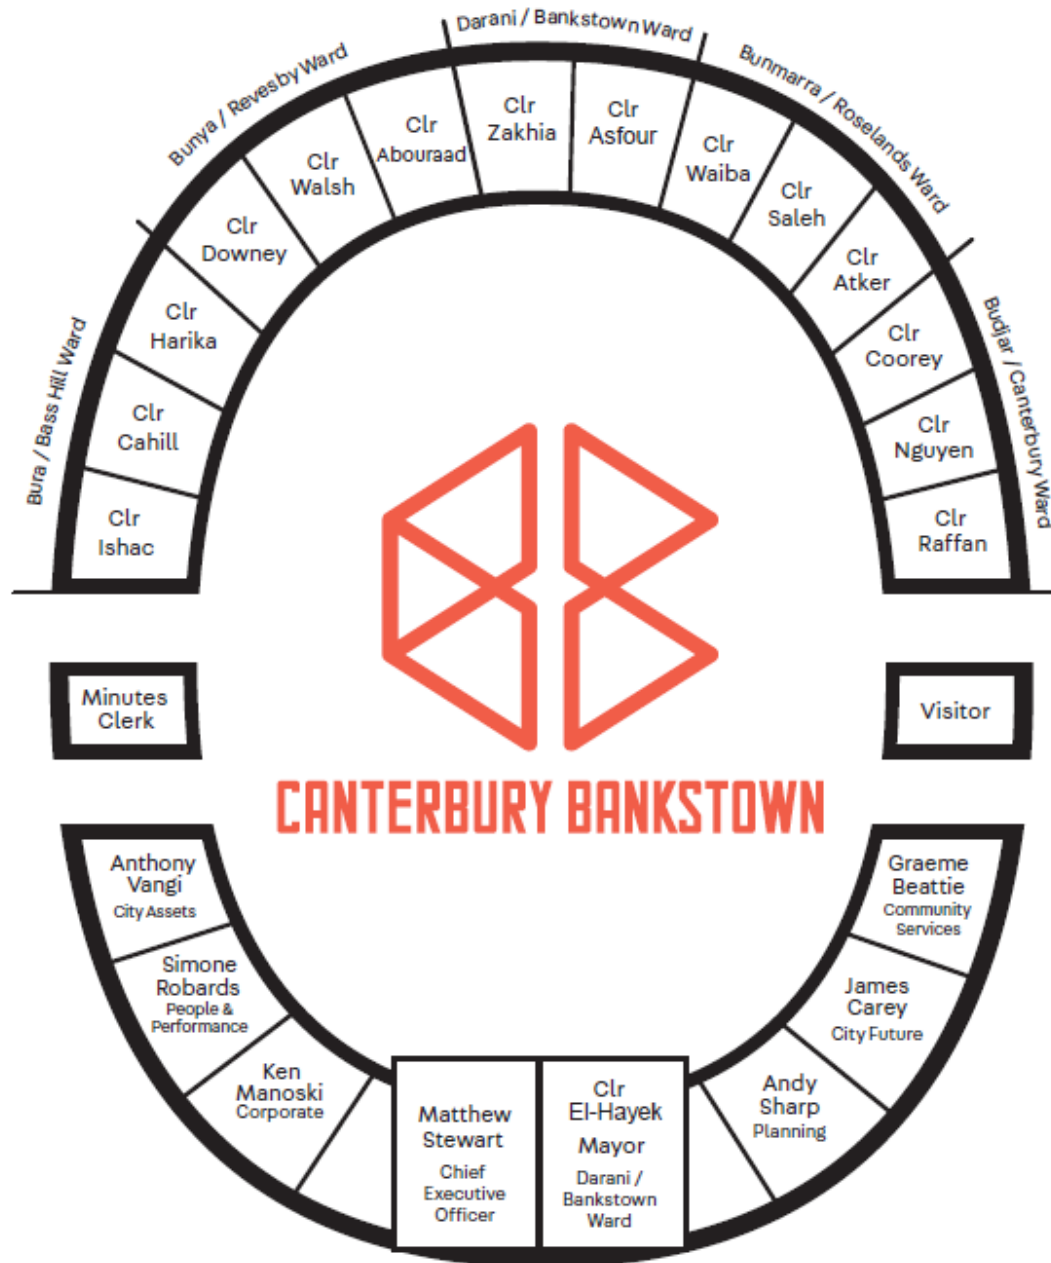 Bura / Bass Hill Ward
Bunya / Revesby Ward
Darani / Bankstown Ward
Bunmarra / Roselands Ward
Budjar / Canterbury Ward
Clr
Ishac
Clr
Cahill
Clr
Harika
Clr
Downey
Clr
Walsh
Clr
Abouraad
Clr
Zakhia
Clr
Asfour
Clr
Waiba
Clr
Saleh
Clr
Atker
Clr
Coorey
Clr
Nguyen
Clr
Raffan
Minutes
Clerk
Visitor
CANTERBURY BANKSTOWN
Anthony
Vangi
City Assets
Simone
Robards
People &
Performance
Ken
Manoski
Corporate
Matthew
Stewart
Chief
Executive
Officer
Clr
El-Hayek
Mayor
Darani /
Bankstown
Ward
Andy
Sharp
Planning
James
Carey
City Future
Graeme
Beattie
Community
Services